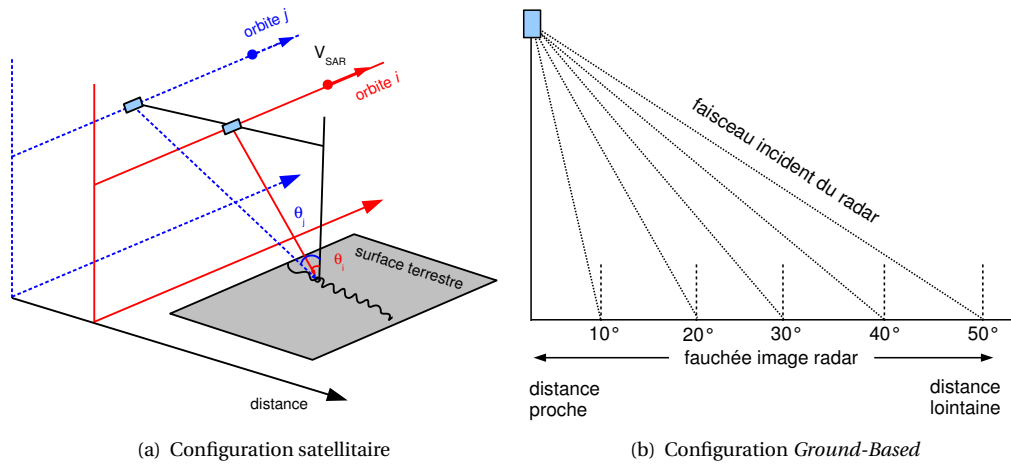 orbite j
V_SAR
orbite i
θ_j
θ_i
surface terrestre
distance
(a) Configuration satellitaire
faisceau incident du radar
10° 20° 30° 40° 50°
fauchée image radar
distance proche
distance lointaine
(b) Configuration Ground-Based